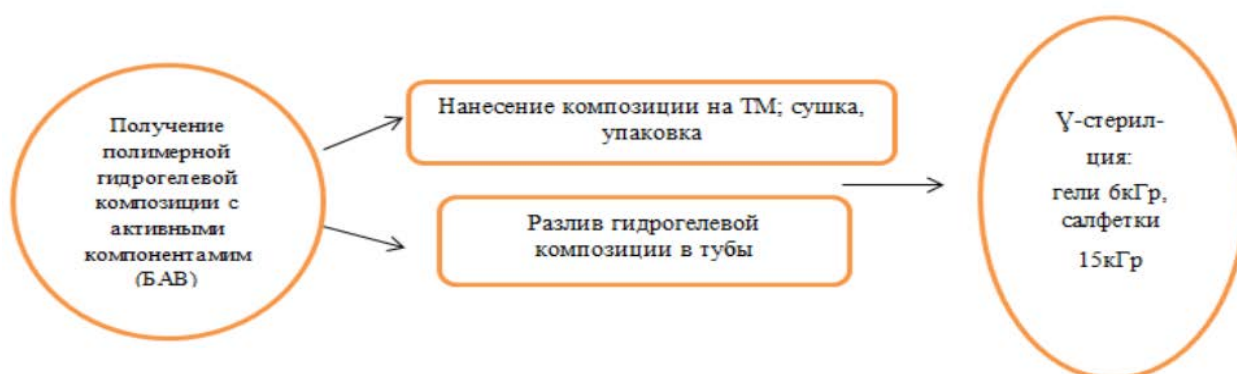 Получение
полимерной
гидрогелевой
композиции с
активными
компонентамим
(БАВ)
Нанесение композиции на ТМ; сушка,
упаковка
Разлив гидрогелевой
композиции в тубы
Ɣ-стерил-
ция:
гели 6кГр,
салфетки
15кГр